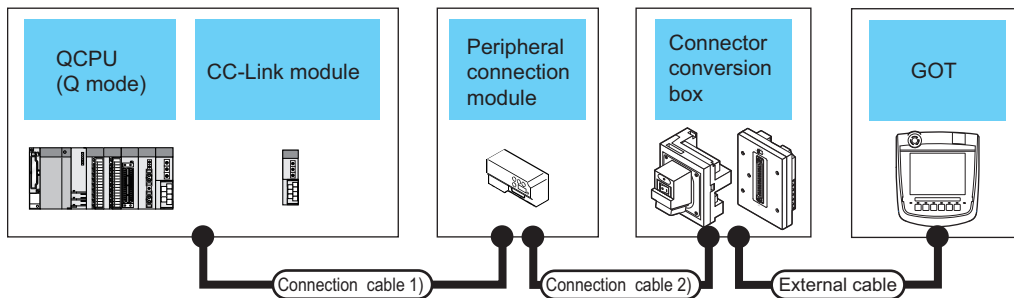 QCPU
(Q mode)
CC-Link module
Peripheral
connection
module
Connector
conversion
box
GOT
Connection cable 1)
Connection cable 2)
External cable